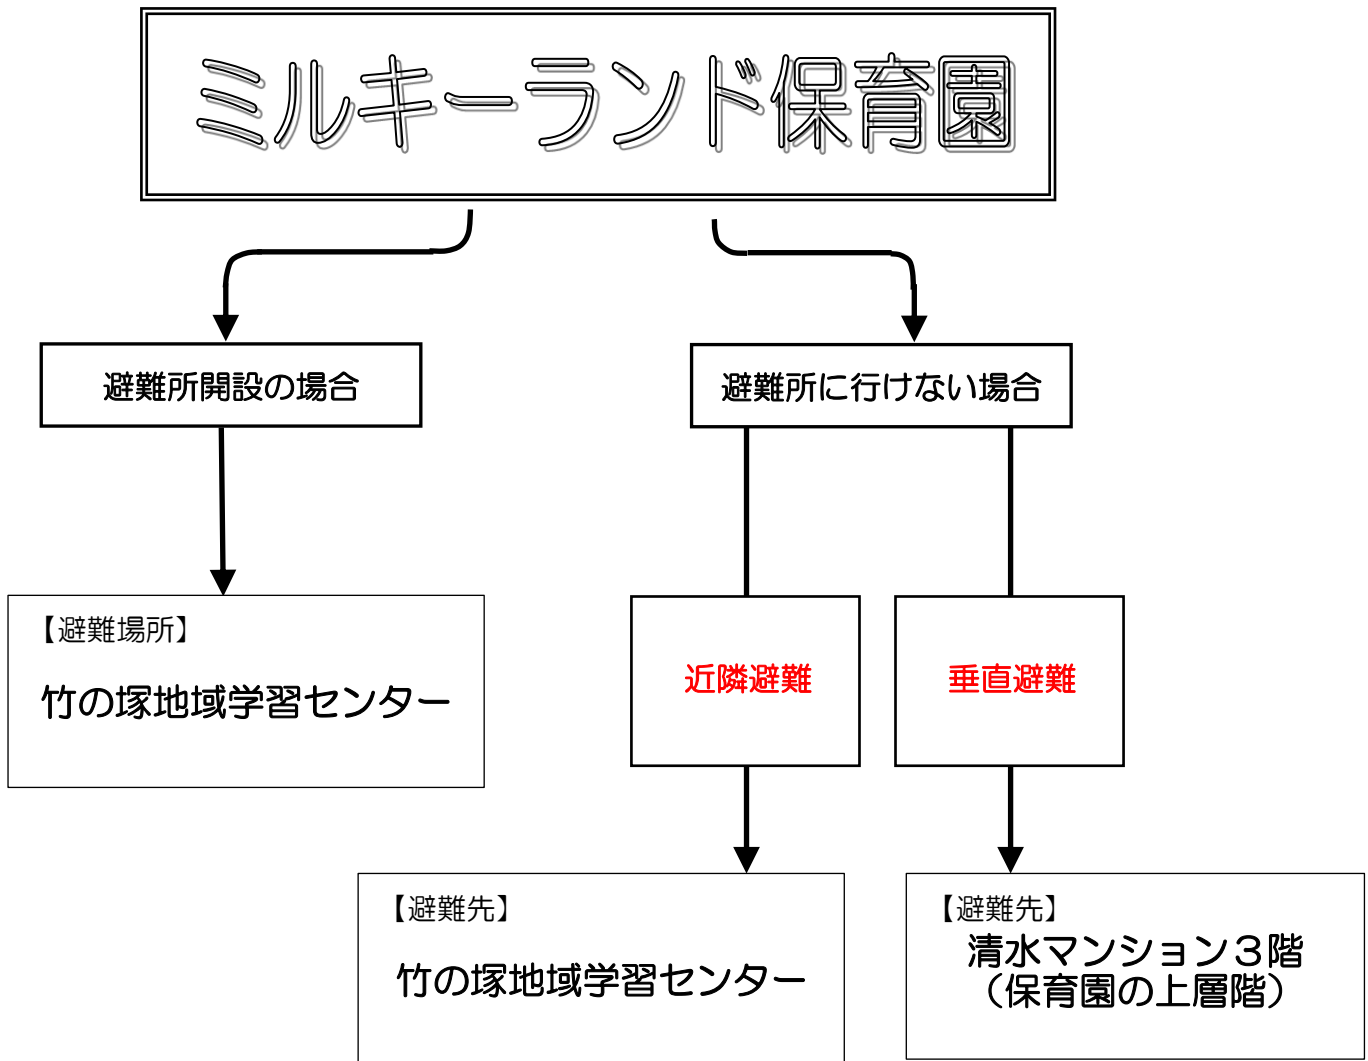 ミルキーランド保育園
避難所開設の場合
避難所に行けない場合
【避難場所】
竹の塚地域学習センター
近隣避難
垂直避難
【避難先】
竹の塚地域学習センター
【避難先】
清水マンション３階
（保育園の上層階）